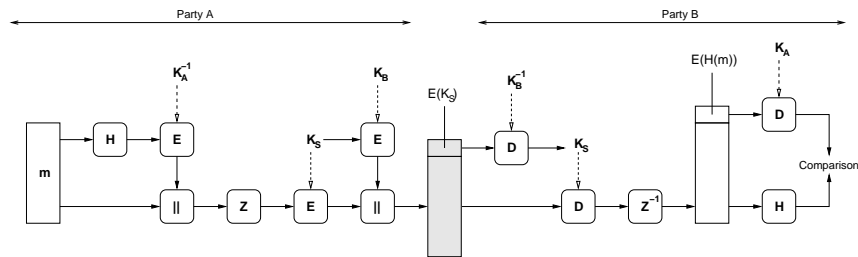 Party A
Party B
K_A^{-1}
K_B
K_B^{-1}
E(H(m))
K_A
E(K_S)
m
H
E
K_S
E
D
K_S
D
Comparison
||
Z
E
||
D
Z^{-1}
H